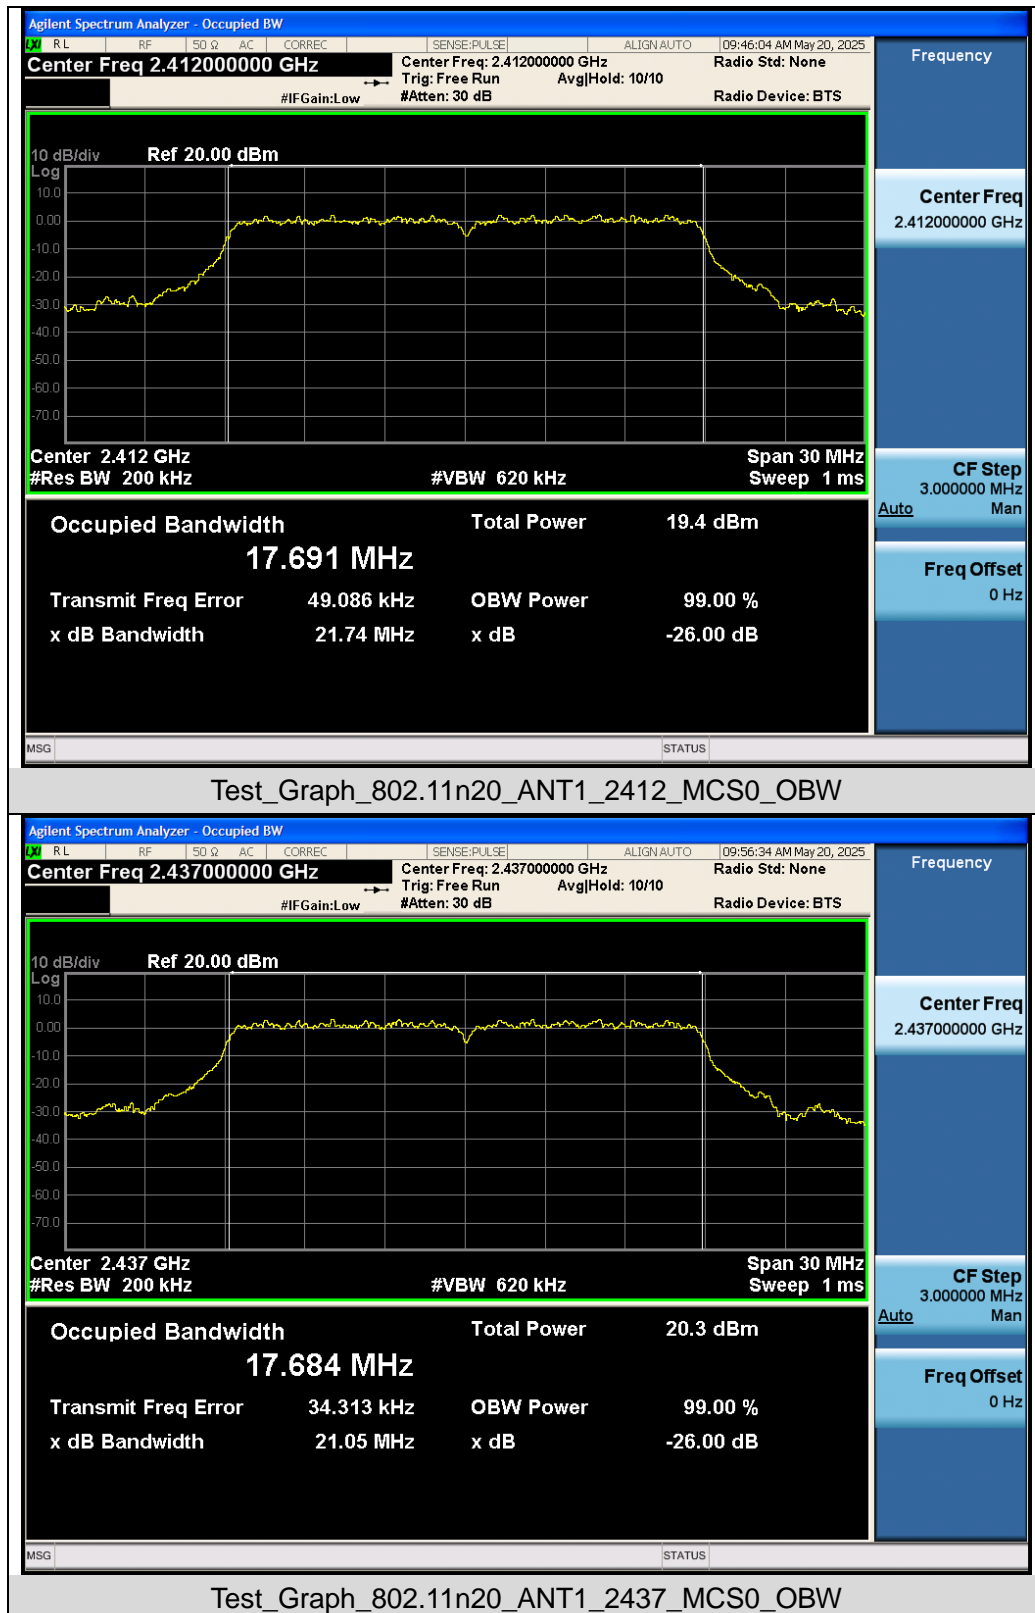 Agilent Spectrum Analyzer - Occupied BW
LXI RL RF 50 Ω AC CORREC SENSE:PULSE ALIGN AUTO 09:46:04 AM May 20, 2025
Center Freq 2.412000000 GHz
Center Freq: 2.412000000 GHz Radio Std: None
Trig: Free Run Avg|Hold: 10/10
#IFGain:Low #Atten: 30 dB Radio Device: BTS
Frequency
10 dB/div Ref 20.00 dBm
Log
10.0
0.00
-10.0
-20.0
-30.0
-40.0
-50.0
-60.0
-70.0
Center 2.412 GHz Span 30 MHz
#Res BW 200 kHz #VBW 620 kHz Sweep 1 ms
Center Freq
2.412000000 GHz
CF Step
3.000000 MHz
Auto Man
Freq Offset
0 Hz
Occupied Bandwidth Total Power 19.4 dBm
17.691 MHz
Transmit Freq Error 49.086 kHz OBW Power 99.00 %
x dB Bandwidth 21.74 MHz x dB -26.00 dB
MSG STATUS
Test_Graph_802.11n20_ANT1_2412_MCS0_OBW
Agilent Spectrum Analyzer - Occupied BW
LXI RL RF 50 Ω AC CORREC SENSE:PULSE ALIGN AUTO 09:56:34 AM May 20, 2025
Center Freq 2.437000000 GHz
Center Freq: 2.437000000 GHz Radio Std: None
Trig: Free Run Avg|Hold: 10/10
#IFGain:Low #Atten: 30 dB Radio Device: BTS
Frequency
10 dB/div Ref 20.00 dBm
Log
10.0
0.00
-10.0
-20.0
-30.0
-40.0
-50.0
-60.0
-70.0
Center 2.437 GHz Span 30 MHz
#Res BW 200 kHz #VBW 620 kHz Sweep 1 ms
Center Freq
2.437000000 GHz
CF Step
3.000000 MHz
Auto Man
Freq Offset
0 Hz
Occupied Bandwidth Total Power 20.3 dBm
17.684 MHz
Transmit Freq Error 34.313 kHz OBW Power 99.00 %
x dB Bandwidth 21.05 MHz x dB -26.00 dB
MSG STATUS
Test_Graph_802.11n20_ANT1_2437_MCS0_OBW